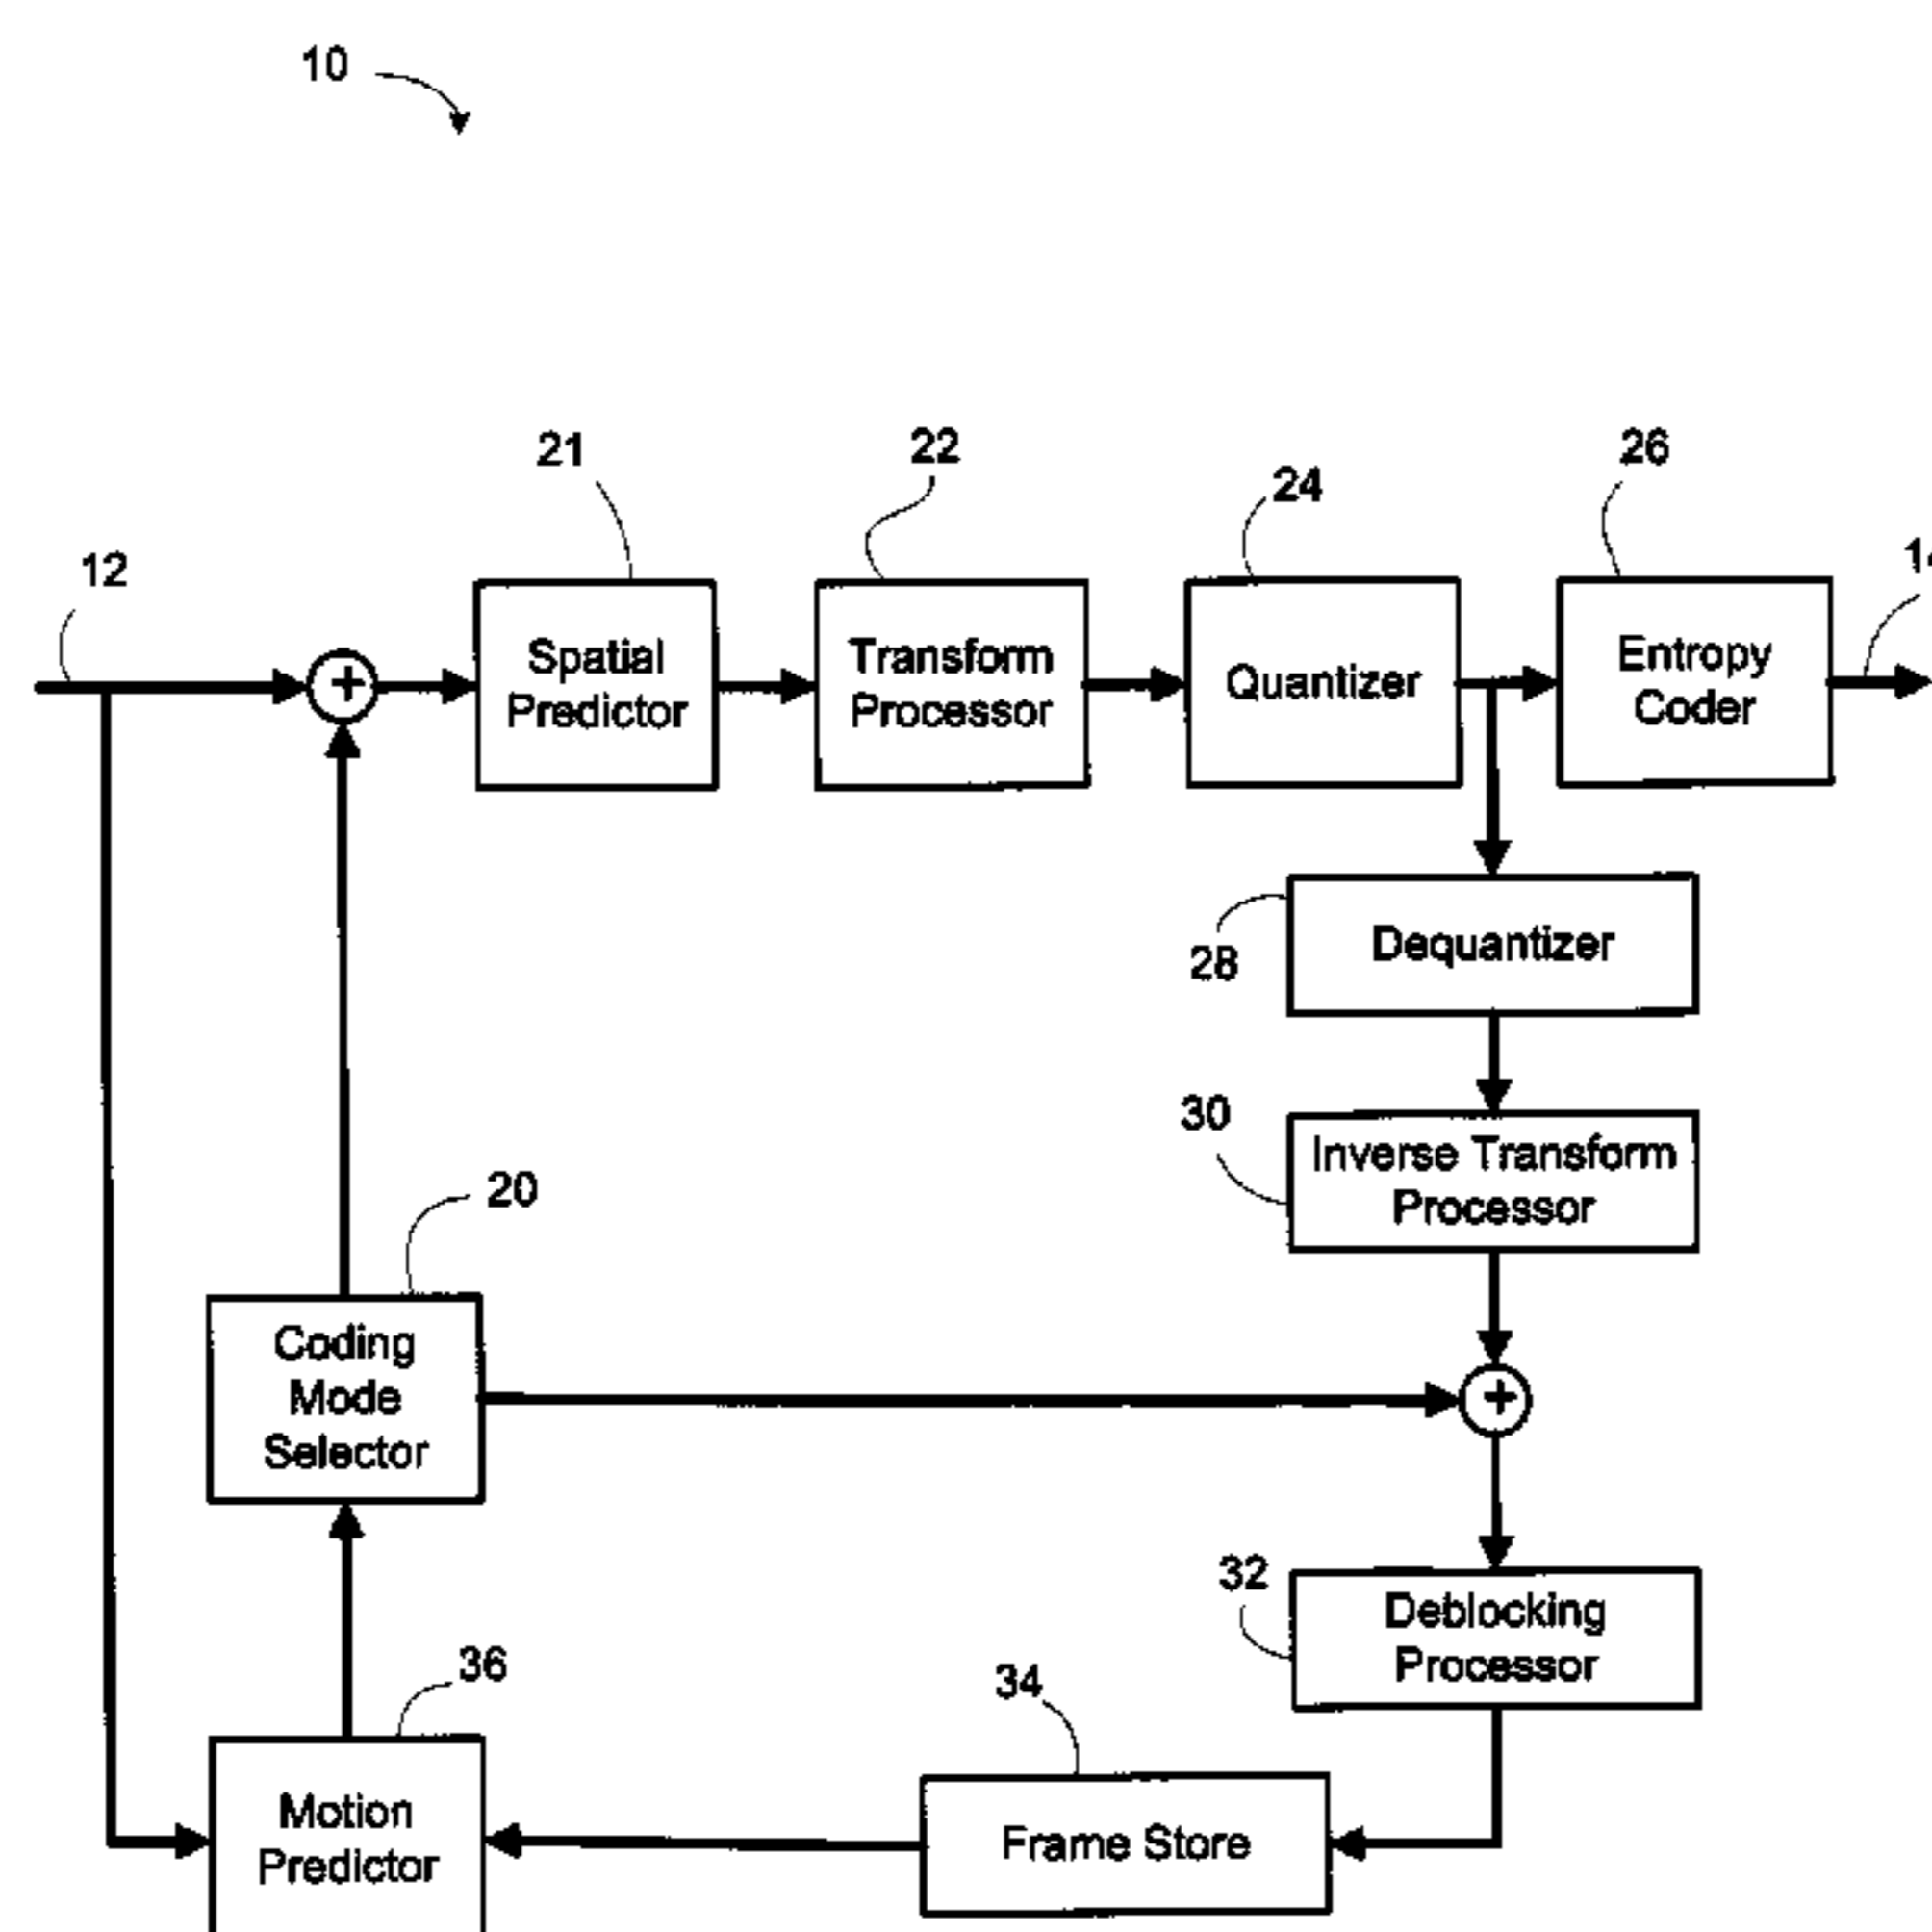 10
21
22
24
26
12
Spatial
Predictor
Transform
Processor
Quantizer
Entropy
Coder
+
Dequantizer
28
30
Inverse Transform
Processor
20
Coding
Mode
Selector
+
32
Deblocking
Processor
36
34
Motion
Predictor
Frame Store